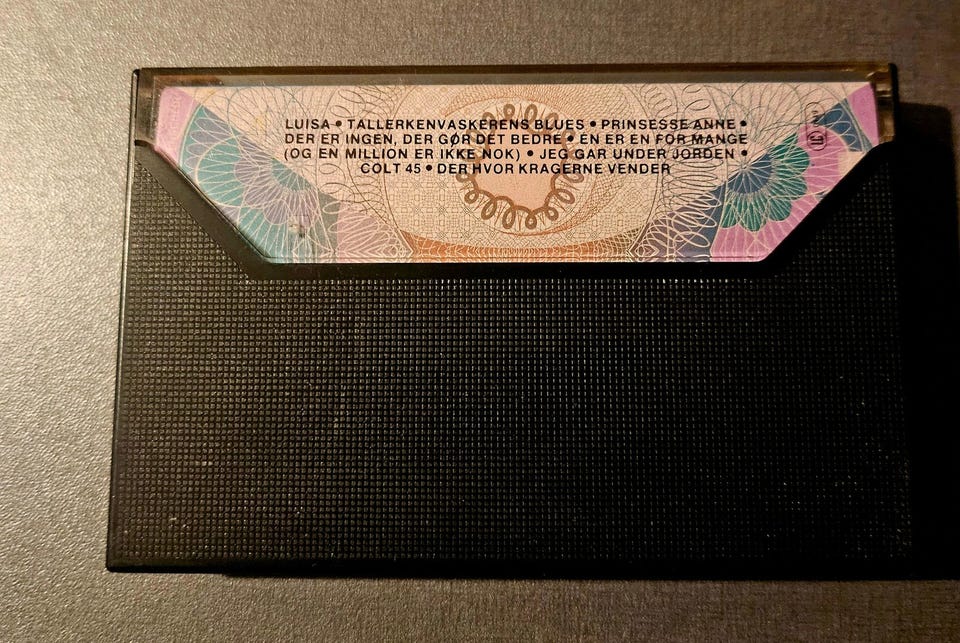 LUISA • TALLERKENVASKERENS BLUES • PRINSESSE ANNE •
DER ER INGEN, DER GØR DET BEDRE • EN ER EN FOR MANGE
(OG EN MILLION ER IKKE NOK) • JEG GAR UNDER JORDEN •
COLT 45 • DER HVOR KRAGERNE VENDER